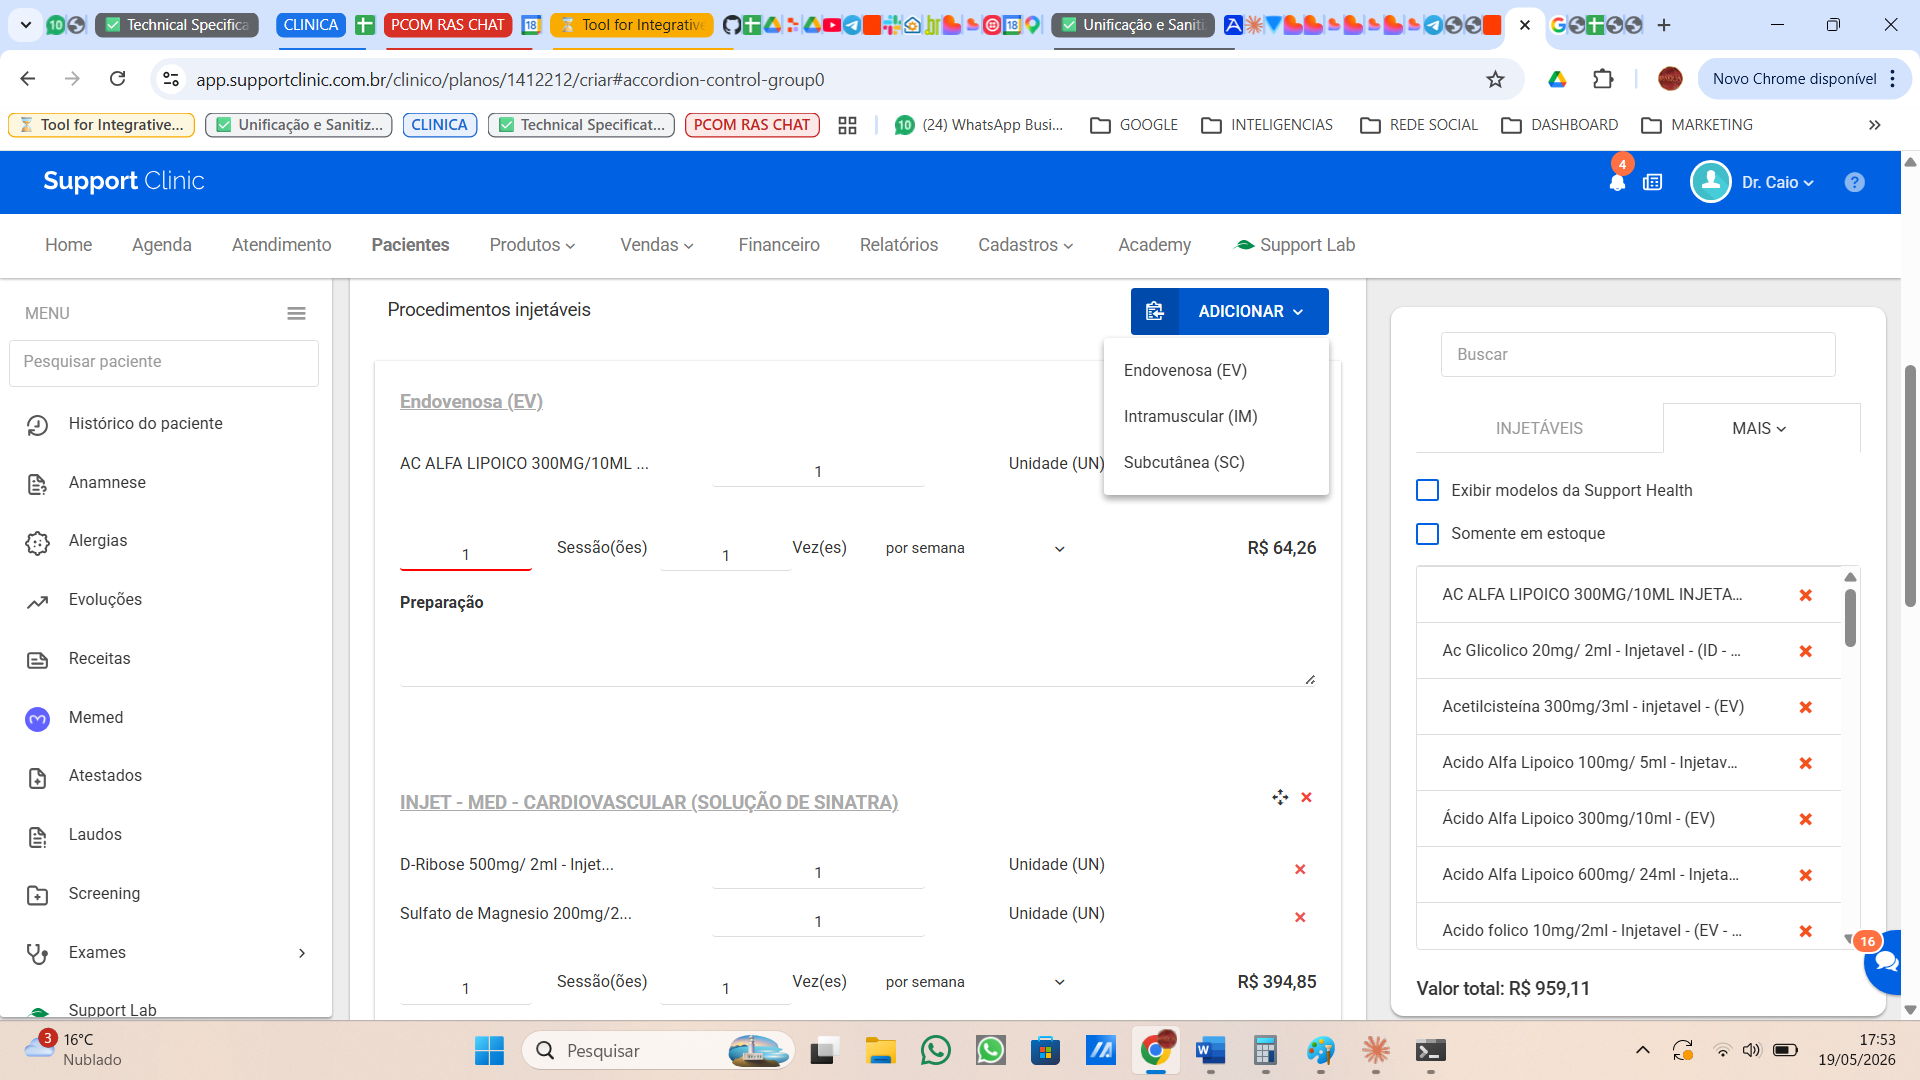 Technical Specifica
CLINICA
PCOM RAS CHAT
Tool for Integrative
Unificação e Saniti
app.supportclinic.com.br/clinico/planos/1412212/criar#accordion-control-group0
Novo Chrome disponível
Tool for Integrative...
Unificação e Sanitiz...
CLINICA
Technical Specificat...
PCOM RAS CHAT
10
(24) WhatsApp Busi...
GOOGLE
INTELIGENCIAS
REDE SOCIAL
DASHBOARD
MARKETING
Support Clinic
4
Dr. Caio
?
Home
Agenda
Atendimento
Pacientes
Produtos
Vendas
Financeiro
Relatórios
Cadastros
Academy
Support Lab
MENU
Pesquisar paciente
Histórico do paciente
Anamnese
Alergias
Evoluções
Receitas
Memed
Atestados
Laudos
Screening
Exames
Support Lab
Procedimentos injetáveis
ADICIONAR
Endovenosa (EV)
Intramuscular (IM)
Subcutânea (SC)
Endovenosa (EV)
AC ALFA LIPOICO 300MG/10ML ...
1
Unidade (UN)
1
Sessão(ões)
1
Vez(es)
por semana
R$ 64,26
Preparação
INJET - MED - CARDIOVASCULAR (SOLUÇÃO DE SINATRA)
D-Ribose 500mg/ 2ml - Injet...
1
Unidade (UN)
Sulfato de Magnesio 200mg/2...
1
Unidade (UN)
1
Sessão(ões)
1
Vez(es)
por semana
R$ 394,85
Buscar
INJETÁVEIS
MAIS
Exibir modelos da Support Health
Somente em estoque
AC ALFA LIPOICO 300MG/10ML INJETA...
Ac Glicolico 20mg/ 2ml - Injetavel - (ID - ...
Acetilcisteína 300mg/3ml - injetavel - (EV)
Acido Alfa Lipoico 100mg/ 5ml - Injetav...
Ácido Alfa Lipoico 300mg/10ml - (EV)
Acido Alfa Lipoico 600mg/ 24ml - Injeta...
Acido folico 10mg/2ml - Injetavel - (EV - ...
16
Valor total: R$ 959,11
3
16°C
Nublado
Pesquisar
17:53
19/05/2026